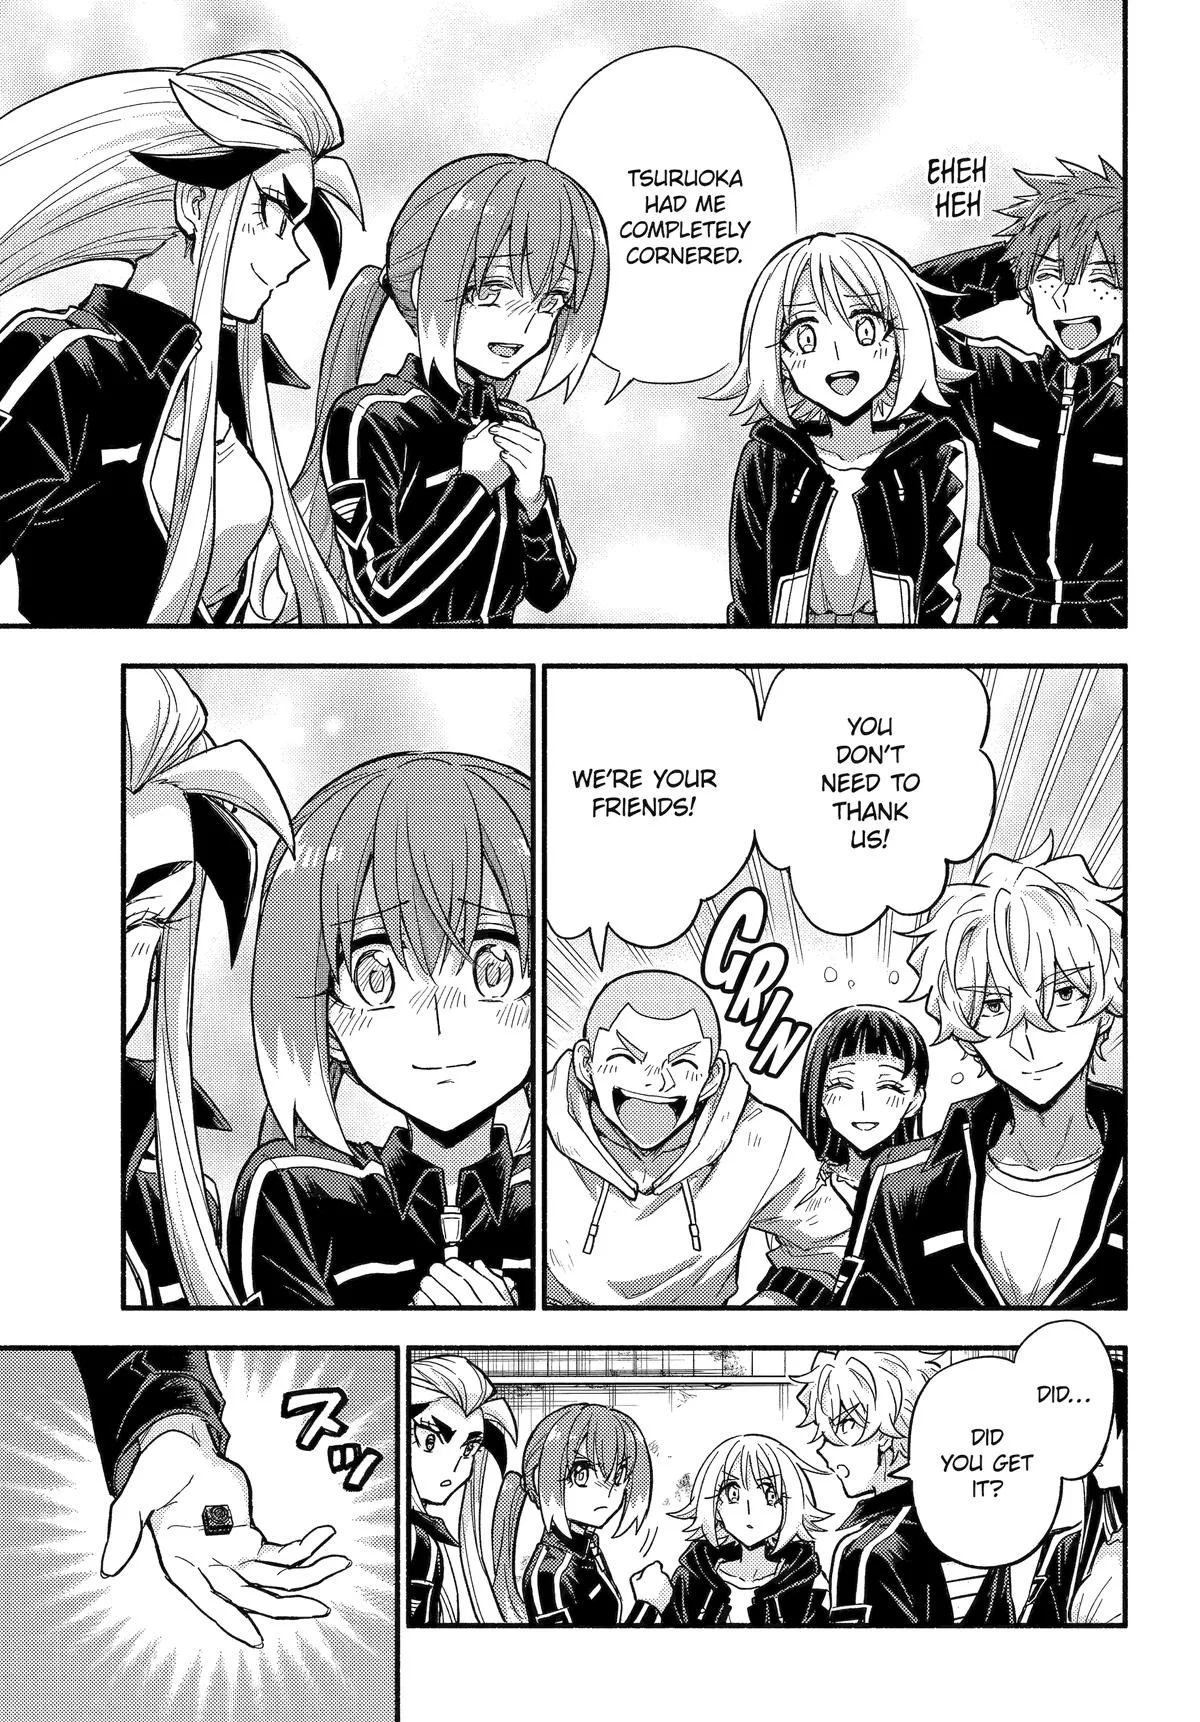 EHEH
HEH
TSURUOKA
HAD ME
COMPLETELY
CORNERED.
YOU
DON'T
NEED TO
THANK
US!
WE'RE YOUR
FRIENDS!
GRIN
DID...
DID
YOU GET
IT?
スッ